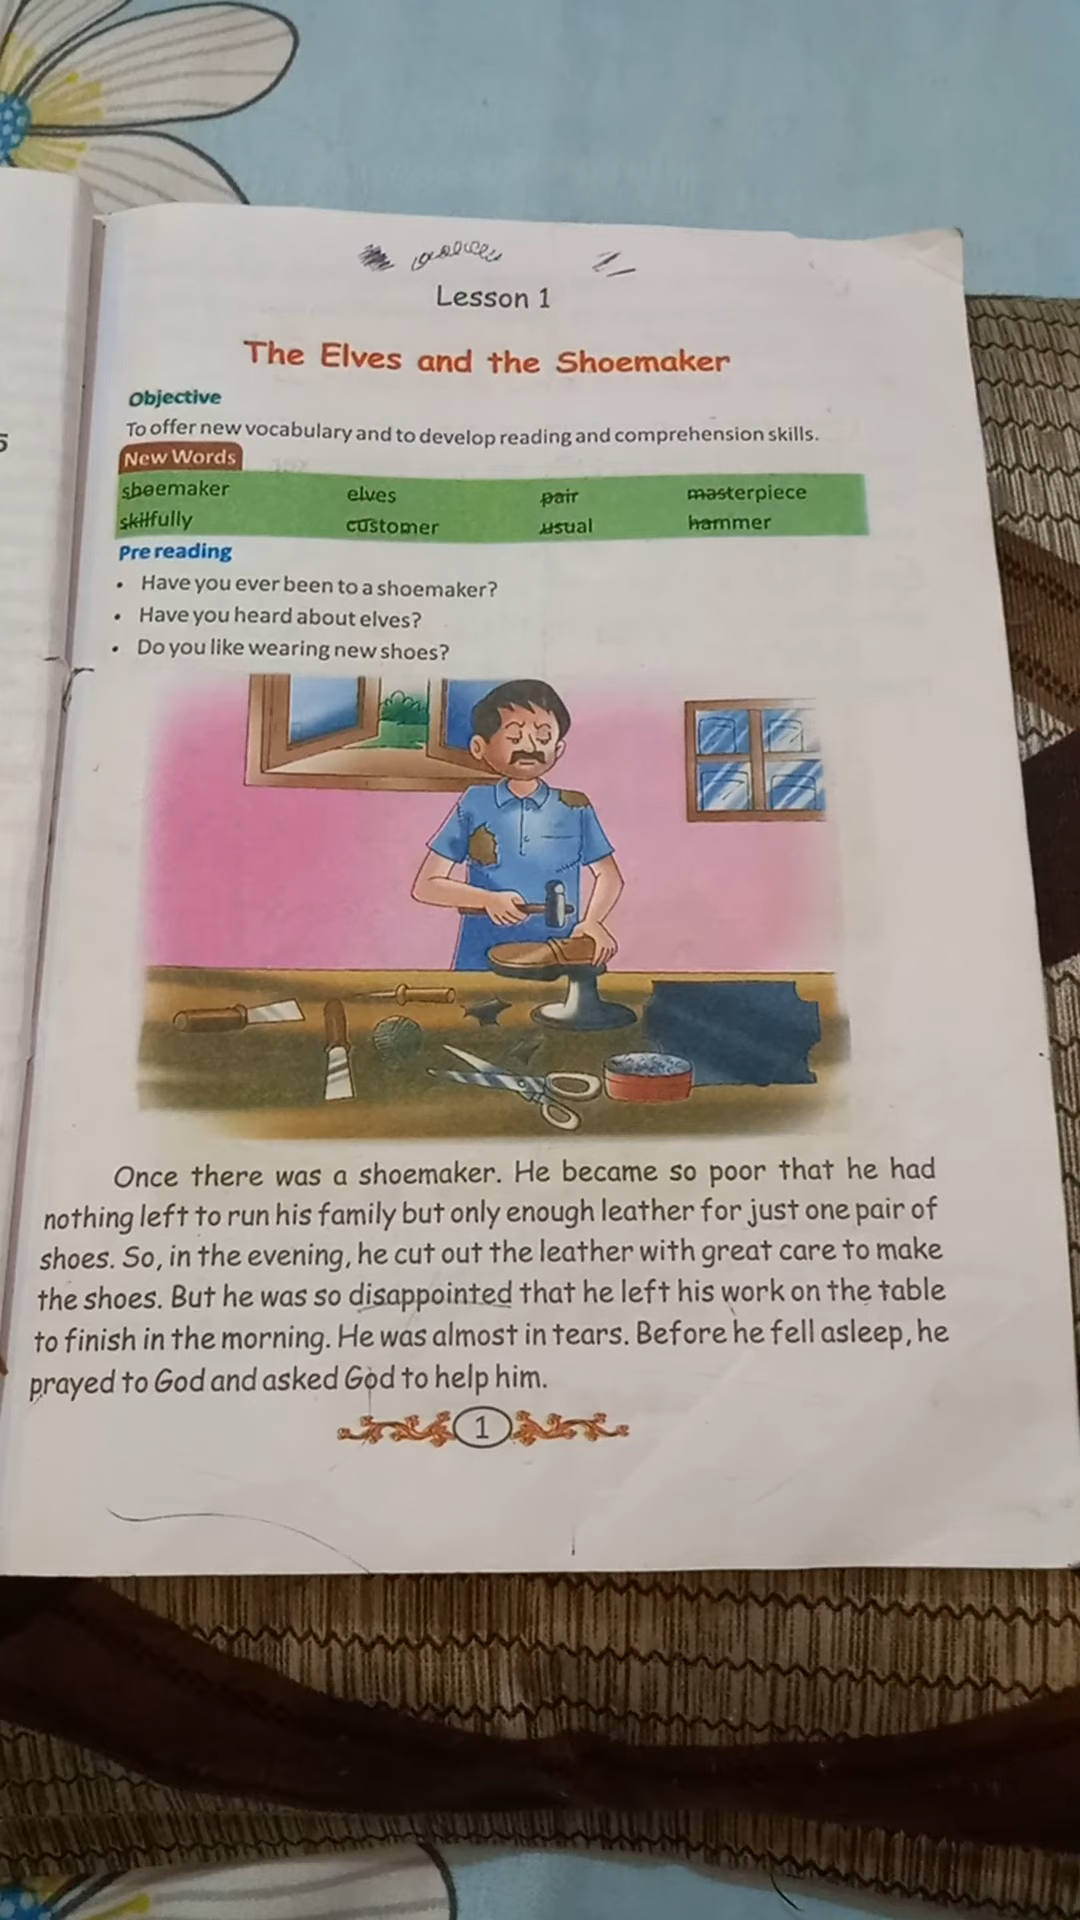 Lesson 1
The Elves and the Shoemaker
Objective
To offer new vocabulary and to develop reading and comprehension skills.
New Words
shoemaker elves pair masterpiece
skilfully customer usual hammer
Pre reading
• Have you ever been to a shoemaker?
• Have you heard about elves?
• Do you like wearing new shoes?
Once there was a shoemaker. He became so poor that he had
nothing left to run his family but only enough leather for just one pair of
shoes. So, in the evening, he cut out the leather with great care to make
the shoes. But he was so disappointed that he left his work on the table
to finish in the morning. He was almost in tears. Before he fell asleep, he
prayed to God and asked God to help him.
1